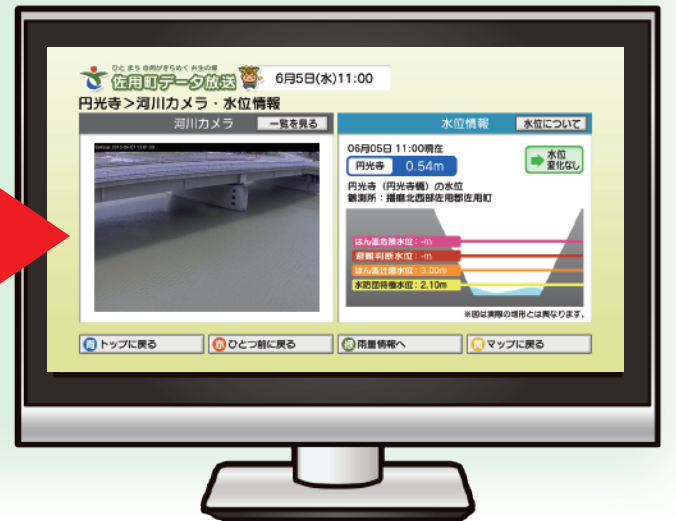 ひと まち 自然がきらめく 共生の郷
佐用町データ放送
6月5日(水)11:00
円光寺>河川カメラ・水位情報
河川カメラ
一覧を見る
水位情報
水位について
06月05日 11:00現在
円光寺 0.54m
水位
変化なし
円光寺（円光寺橋）の水位
観測所：播磨北西部佐用郡佐用町
はん濫危険水位：-m
避難判断水位：-m
はん濫注意水位：3.00m
水防団待機水位：2.10m
※図は実際の地形とは異なります。
青 トップに戻る
赤 ひとつ前に戻る
緑 雨量情報へ
黄 マップに戻る